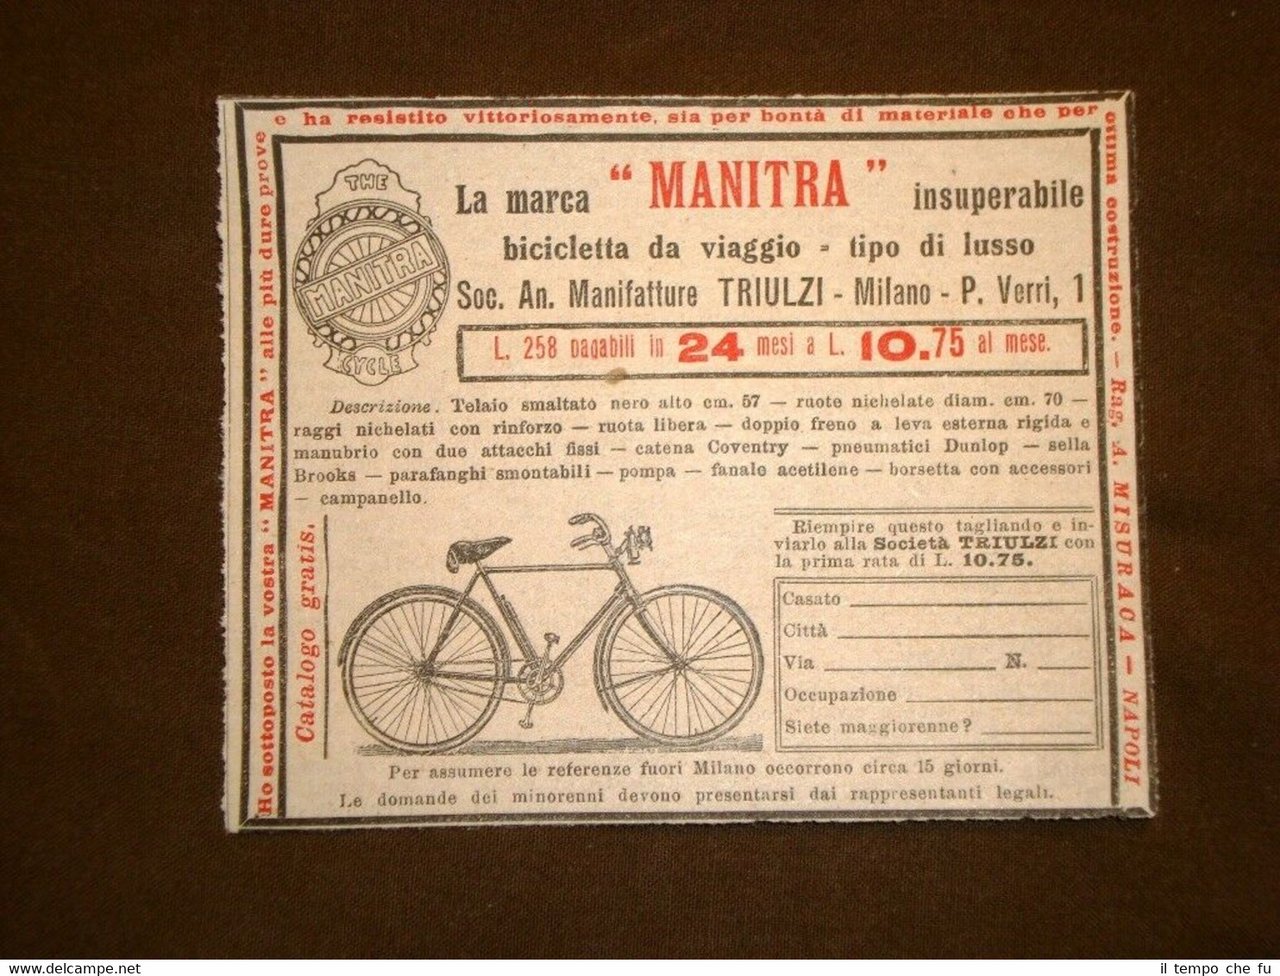 Ho sottoposto la vostra "MANITRA" alle più dure prove
e ha resistito vittoriosamente, sia per bontà di materiale che per
ottima costruzione. — Rag. A. MISURACA — NAPOLI
THE
MANITRA
CYCLE
La marca "MANITRA" insuperabile
bicicletta da viaggio - tipo di lusso
Soc. An. Manifatture TRIULZI - Milano - P. Verri, 1
L. 258 pagabili in 24 mesi a L. 10.75 al mese.
Descrizione. Telaio smaltato nero alto cm. 57 — ruote nichelate diam. cm. 70 —
raggi nichelati con rinforzo — ruota libera — doppio freno a leva esterna rigida e
manubrio con due attacchi fissi — catena Coventry — pneumatici Dunlop — sella
Brooks — parafanghi smontabili — pompa — fanale acetilene — borsetta con accessori
— campanello.
Catalogo gratis.
Riempire questo tagliando e in-
viarlo alla Società TRIULZI con
la prima rata di L. 10.75.
Casato
Città
Via N.
Occupazione
Siete maggiorenne?
Per assumere le referenze fuori Milano occorrono circa 15 giorni.
Le domande dei minorenni devono presentarsi dai rappresentanti legali.
www.delcampe.net
il tempo che fu